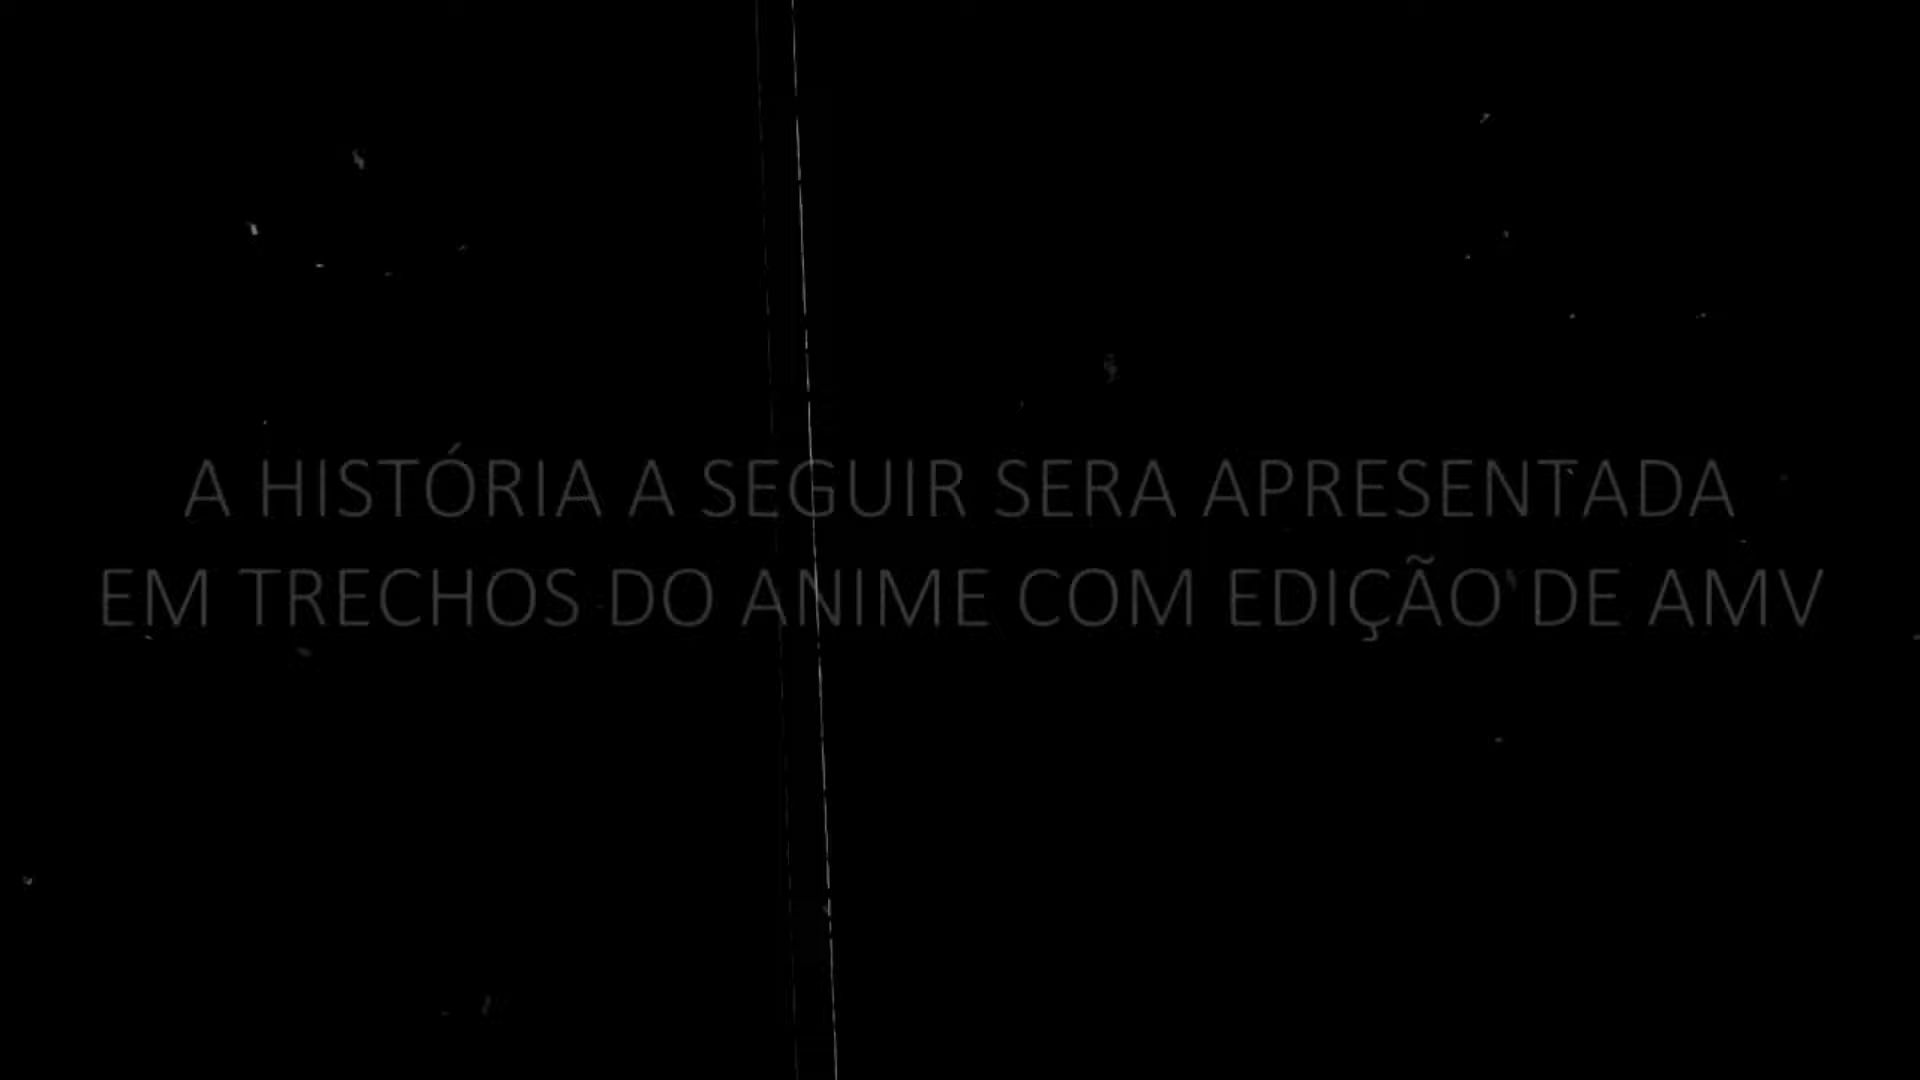 A HISTÓRIA A SEGUIR SERA APRESENTADA
EM TRECHOS DO ANIME COM EDIÇÃO DE AMV